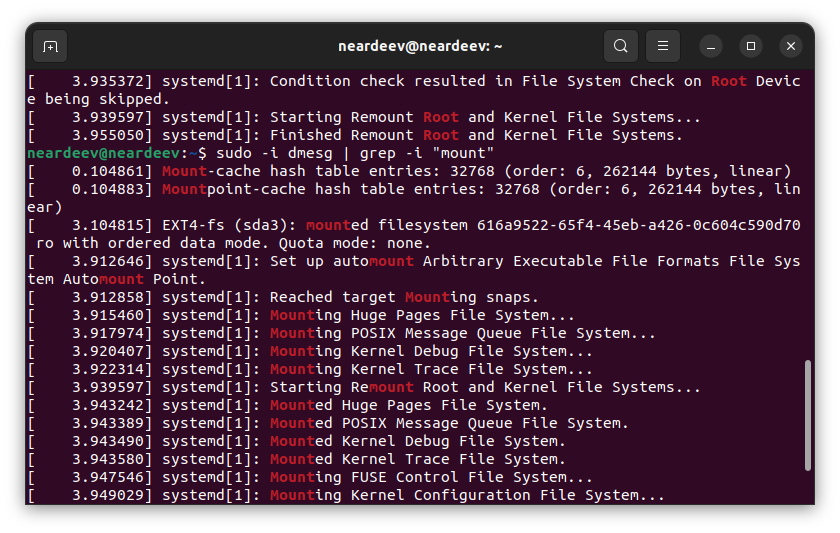 neardeev@neardeev: ~
[    3.935372] systemd[1]: Condition check resulted in File System Check on Root Devic
e being skipped.
[    3.939597] systemd[1]: Starting Remount Root and Kernel File Systems...
[    3.955050] systemd[1]: Finished Remount Root and Kernel File Systems.
neardeev@neardeev:~$ sudo -i dmesg | grep -i "mount"
[    0.104861] Mount-cache hash table entries: 32768 (order: 6, 262144 bytes, linear)
[    0.104883] Mountpoint-cache hash table entries: 32768 (order: 6, 262144 bytes, lin
ear)
[    3.104815] EXT4-fs (sda3): mounted filesystem 616a9522-65f4-45eb-a426-0c604c590d70
 ro with ordered data mode. Quota mode: none.
[    3.912646] systemd[1]: Set up automount Arbitrary Executable File Formats File Sys
tem Automount Point.
[    3.912858] systemd[1]: Reached target Mounting snaps.
[    3.915460] systemd[1]: Mounting Huge Pages File System...
[    3.917974] systemd[1]: Mounting POSIX Message Queue File System...
[    3.920407] systemd[1]: Mounting Kernel Debug File System...
[    3.922314] systemd[1]: Mounting Kernel Trace File System...
[    3.939597] systemd[1]: Starting Remount Root and Kernel File Systems...
[    3.943242] systemd[1]: Mounted Huge Pages File System.
[    3.943389] systemd[1]: Mounted POSIX Message Queue File System.
[    3.943490] systemd[1]: Mounted Kernel Debug File System.
[    3.943580] systemd[1]: Mounted Kernel Trace File System.
[    3.947546] systemd[1]: Mounting FUSE Control File System...
[    3.949029] systemd[1]: Mounting Kernel Configuration File System...